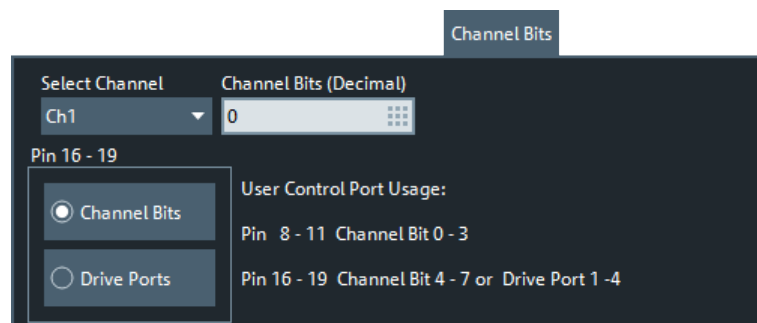 Channel Bits
Select Channel Channel Bits (Decimal)
Ch1 0
Pin 16 - 19
Channel Bits
User Control Port Usage:
Pin 8 - 11 Channel Bit 0 - 3
Drive Ports
Pin 16 - 19 Channel Bit 4 - 7 or Drive Port 1 -4